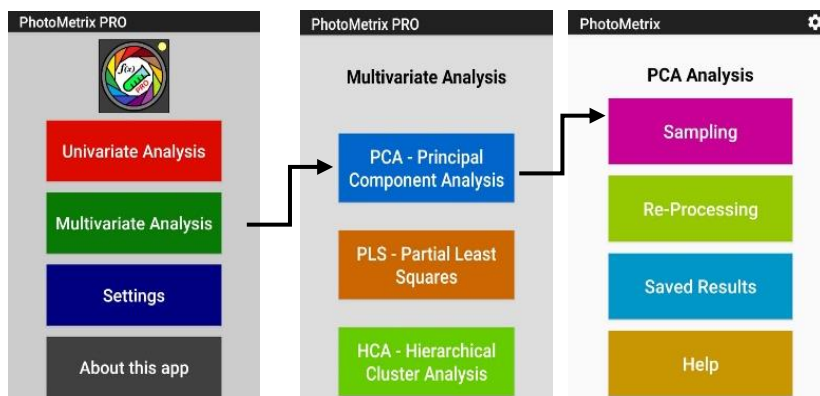 PhotoMetrix PRO
f(x)
PRO
Univariate Analysis
Multivariate Analysis
Settings
About this app
PhotoMetrix PRO
Multivariate Analysis
PCA - Principal
Component Analysis
PLS - Partial Least
Squares
HCA - Hierarchical
Cluster Analysis
PhotoMetrix
PCA Analysis
Sampling
Re-Processing
Saved Results
Help